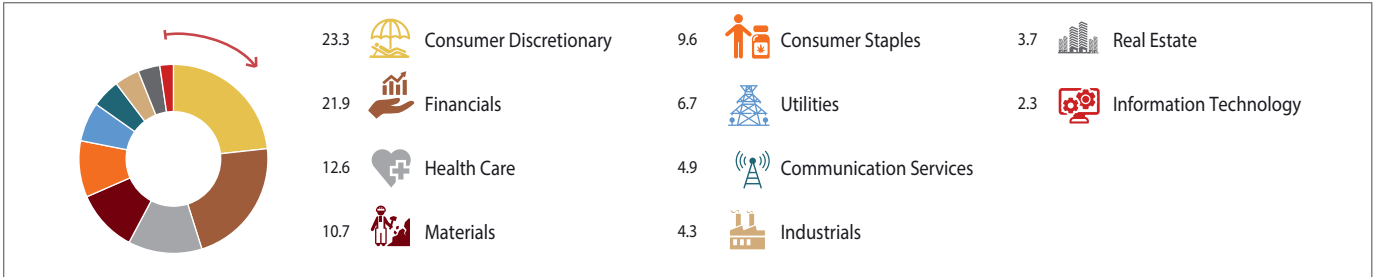 23.3 Consumer Discretionary
21.9 Financials
12.6 Health Care
10.7 Materials
9.6 Consumer Staples
6.7 Utilities
4.9 Communication Services
4.3 Industrials
3.7 Real Estate
2.3 Information Technology